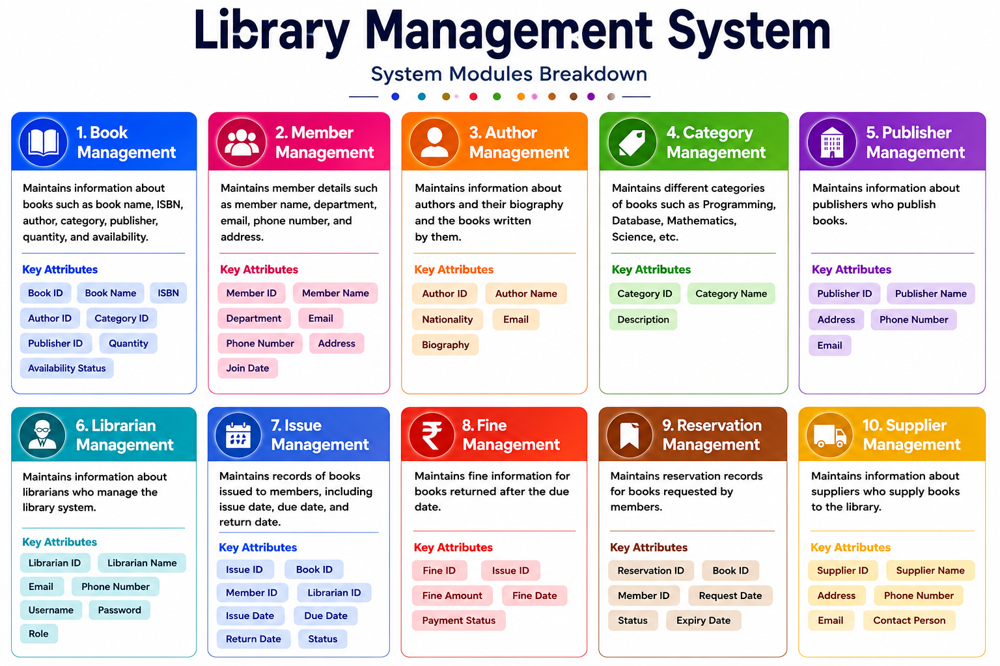 Library Management System
System Modules Breakdown
1. Book
Management
Maintains information about
books such as book name, ISBN,
author, category, publisher,
quantity, and availability.
Key Attributes
Book ID
Book Name
ISBN
Author ID
Category ID
Publisher ID
Quantity
Availability Status
2. Member
Management
Maintains member details such
as member name, department,
email, phone number, and
address.
Key Attributes
Member ID
Member Name
Department
Email
Phone Number
Address
Join Date
3. Author
Management
Maintains information about
authors and their biography
and the books written
by them.
Key Attributes
Author ID
Author Name
Nationality
Email
Biography
4. Category
Management
Maintains different categories
of books such as Programming,
Database, Mathematics,
Science, etc.
Key Attributes
Category ID
Category Name
Description
5. Publisher
Management
Maintains information about
publishers who publish
books.
Key Attributes
Publisher ID
Publisher Name
Address
Phone Number
Email
6. Librarian
Management
Maintains information about
librarians who manage the
library system.
Key Attributes
Librarian ID
Librarian Name
Email
Phone Number
Username
Password
Role
7. Issue
Management
Maintains records of books
issued to members, including
issue date, due date, and
return date.
Key Attributes
Issue ID
Book ID
Member ID
Librarian ID
Issue Date
Due Date
Return Date
Status
₹
8. Fine
Management
Maintains fine information for
books returned after the due
date.
Key Attributes
Fine ID
Issue ID
Fine Amount
Fine Date
Payment Status
9. Reservation
Management
Maintains reservation records
for books requested by
members.
Key Attributes
Reservation ID
Book ID
Member ID
Request Date
Status
Expiry Date
10. Supplier
Management
Maintains information about
suppliers who supply books
to the library.
Key Attributes
Supplier ID
Supplier Name
Address
Phone Number
Email
Contact Person